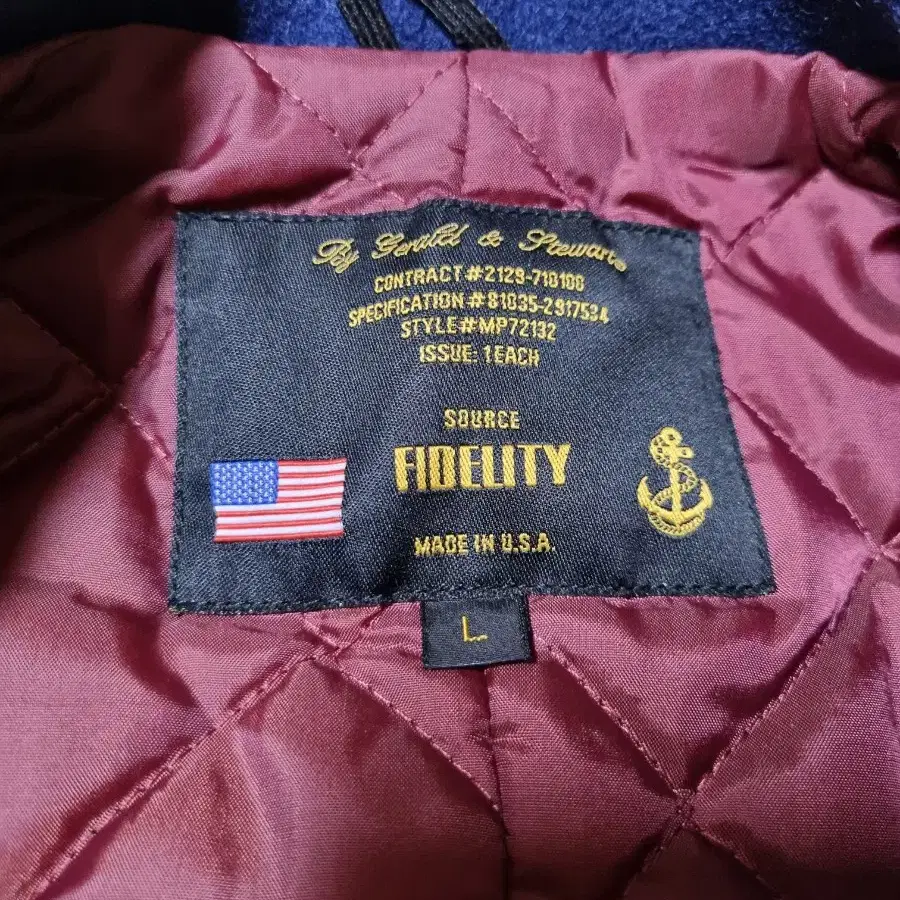 By Gerald & Stewart
CONTRACT#2129-710100
SPECIFICATION#81035-2917534
STYLE#MP72132
ISSUE: 1EACH
SOURCE
FIDELITY
MADE IN U.S.A.
L